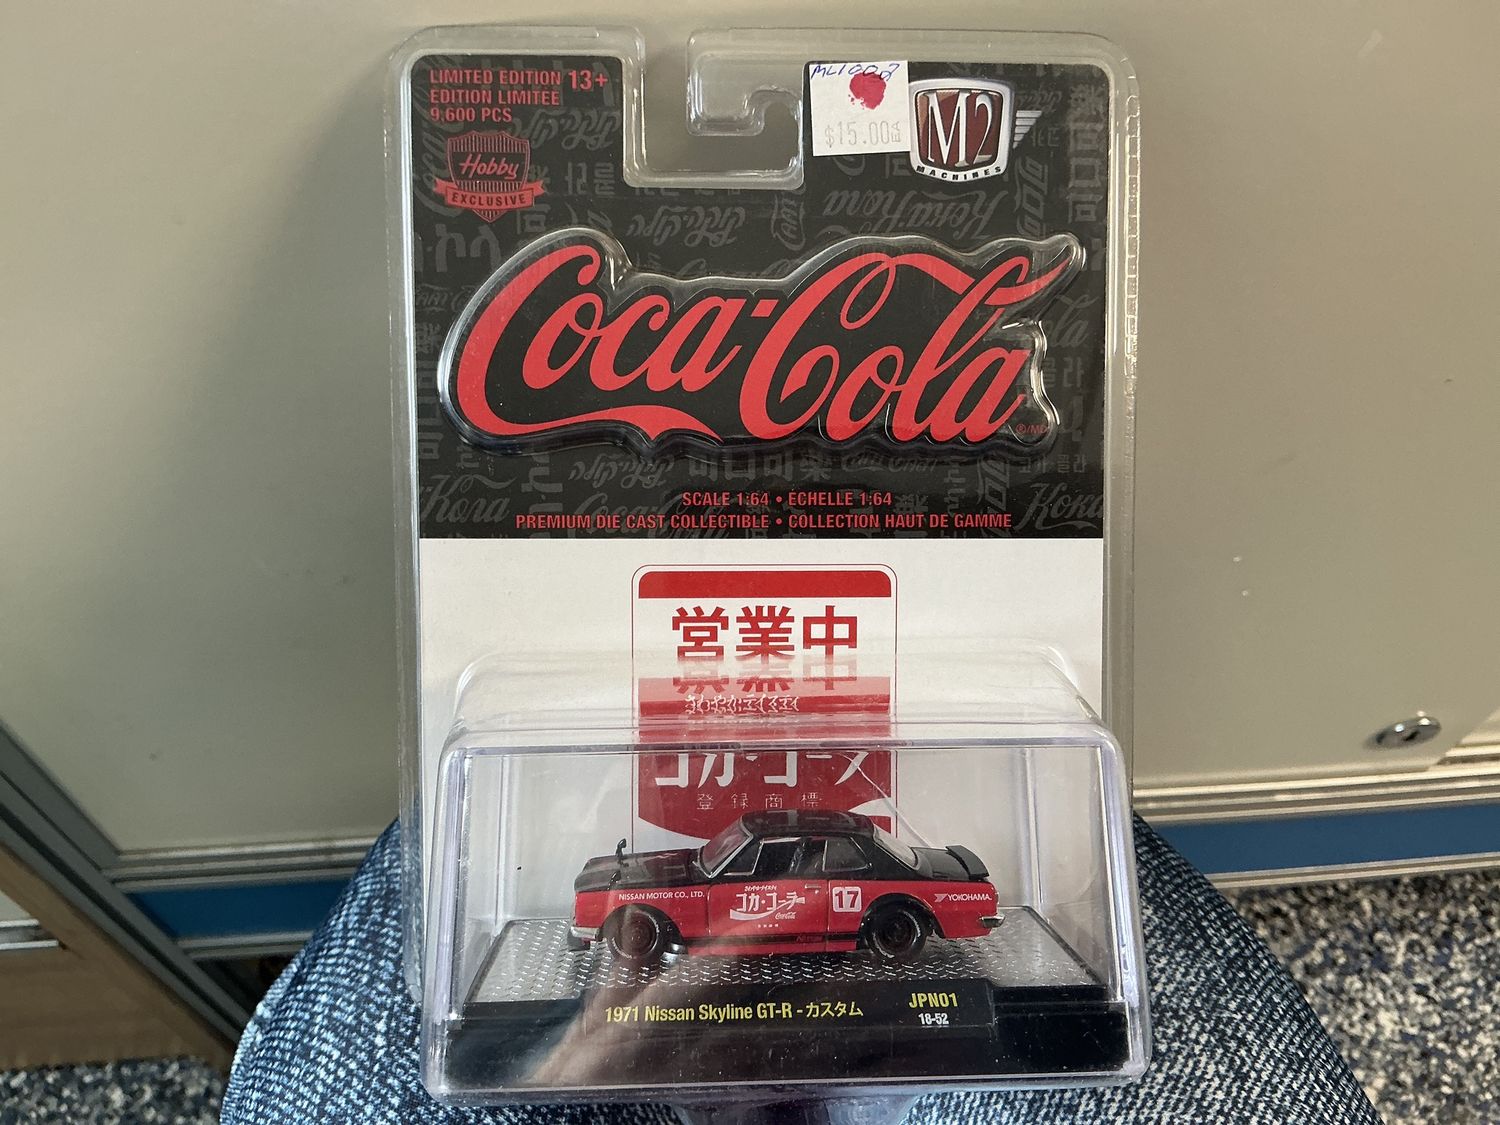 LIMITED EDITION 13+
EDITION LIMITEE
9,600 PCS
Hobby
EXCLUSIVE
$15.00
M2
MACHINES
Coca-Cola
®/MD
SCALE 1:64 • ECHELLE 1:64
PREMIUM DIE CAST COLLECTIBLE • COLLECTION HAUT DE GAMME
営業中
コカ・コーラ
登録商標
NISSAN MOTOR CO., LTD.
コカ・コーラ
Coca-Cola
17
YOKOHAMA
1971 Nissan Skyline GT-R - カスタム
JPN01
18-52